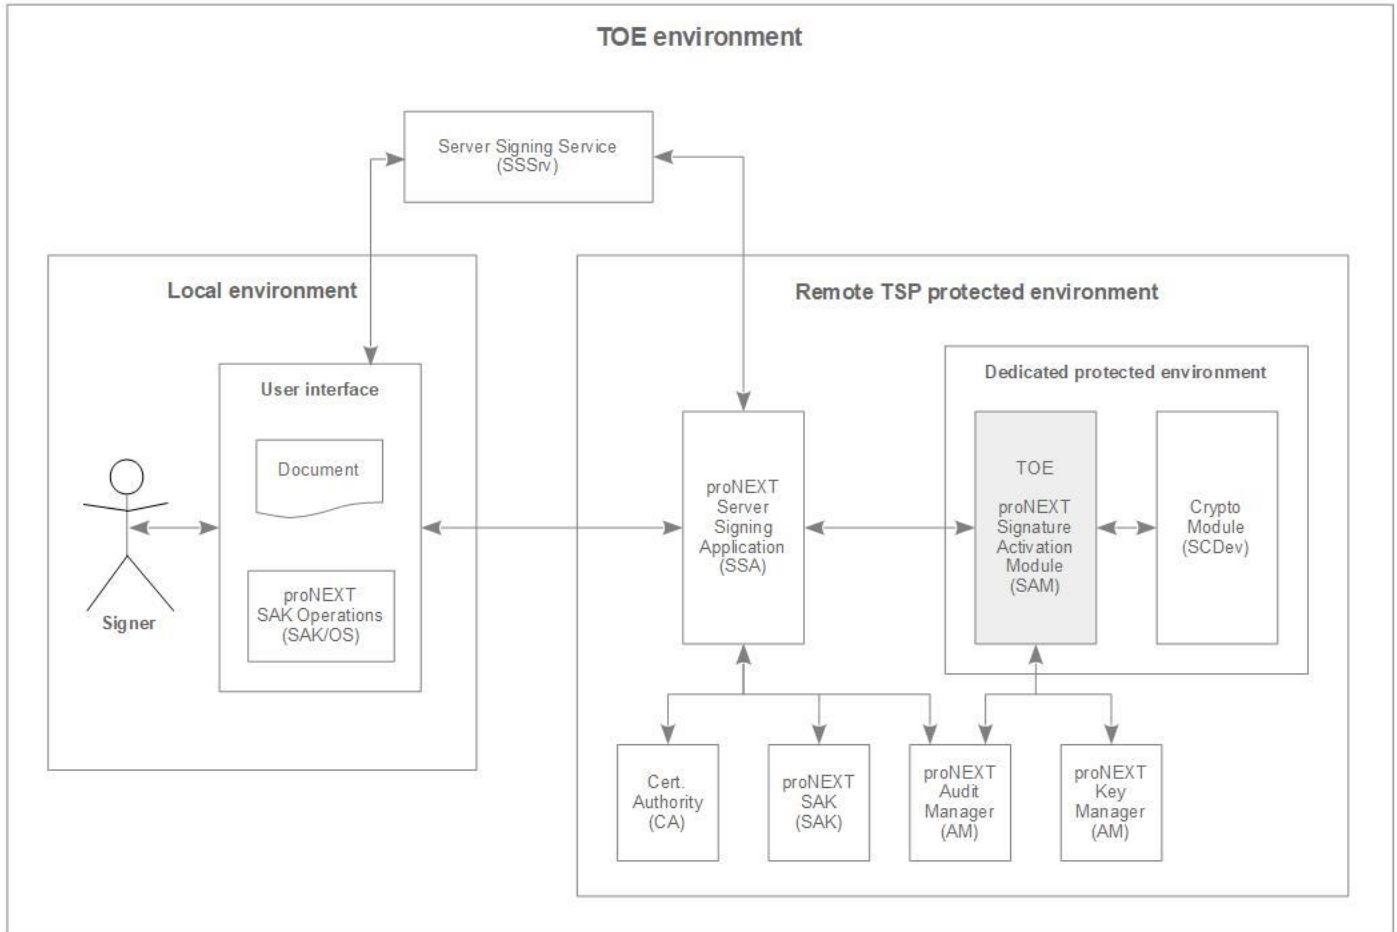 TOE environment
Server Signing Service
(SSSrv)
Local environment
User interface
Document
proNEXT
SAK Operations
(SAK/OS)
Signer
Remote TSP protected environment
Dedicated protected environment
proNEXT
Server
Signing
Application
(SSA)
TOE
proNEXT
Signature
Activation
Module
(SAM)
Crypto
Module
(SCDev)
Cert.
Authority
(CA)
proNEXT
SAK
(SAK)
proNEXT
Audit
Manager
(AM)
proNEXT
Key
Manager
(AM)